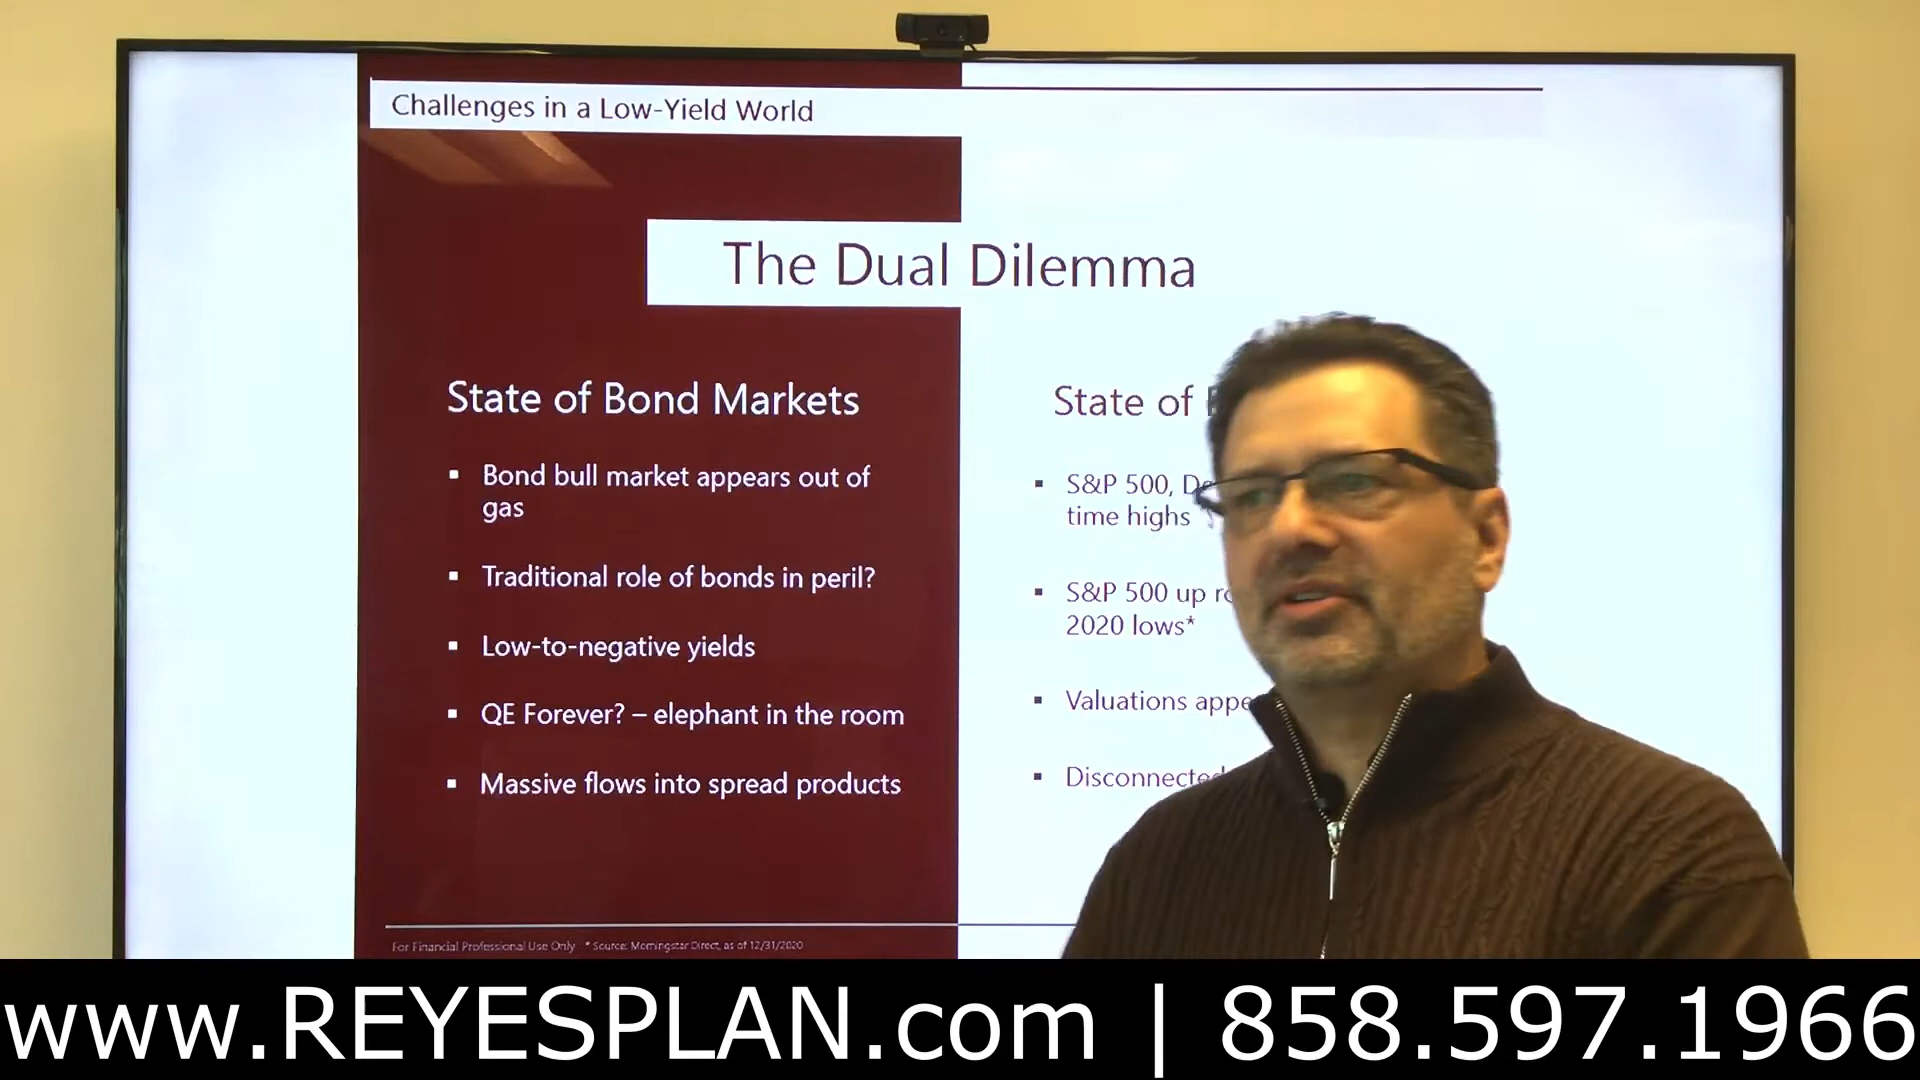 Challenges in a Low-Yield World
The Dual Dilemma
State of Bond Markets
▪ Bond bull market appears out of
gas
▪ Traditional role of bonds in peril?
▪ Low-to-negative yields
▪ QE Forever? – elephant in the room
▪ Massive flows into spread products
State of
▪ S&P 500,
time highs
▪ S&P 500 up
2020 lows*
▪ Valuations
▪
For Financial Professional Use Only * Source: Morningstar Direct, as of 12/31/2020
www.REYESPLAN.com | 858.597.1966